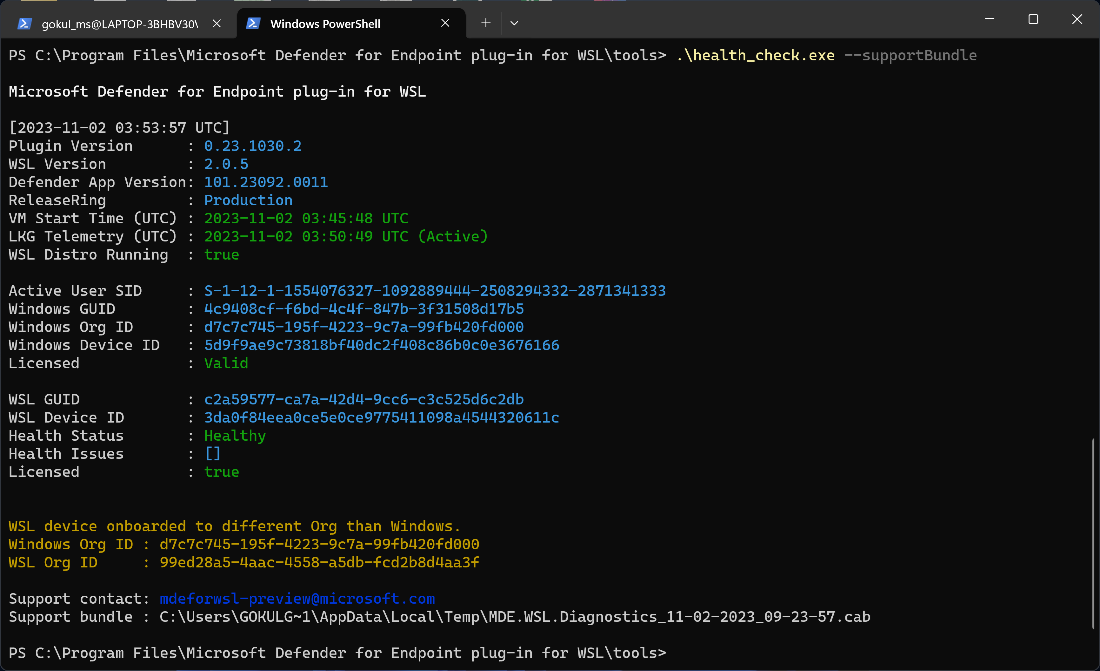 gokul_ms@LAPTOP-3BHBV30\
Windows PowerShell
PS C:\Program Files\Microsoft Defender for Endpoint plug-in for WSL\tools> .\health_check.exe --supportBundle
Microsoft Defender for Endpoint plug-in for WSL
[2023-11-02 03:53:57 UTC]
Plugin Version : 0.23.1030.2
WSL Version : 2.0.5
Defender App Version: 101.23092.0011
ReleaseRing : Production
VM Start Time (UTC) : 2023-11-02 03:45:48 UTC
LKG Telemetry (UTC) : 2023-11-02 03:50:49 UTC (Active)
WSL Distro Running : true
Active User SID : S-1-12-1-1554076327-1092889444-2508294332-2871341333
Windows GUID : 4c9408cf-f6bd-4c4f-847b-3f31508d17b5
Windows Org ID : d7c7c745-195f-4223-9c7a-99fb420fd000
Windows Device ID : 5d9f9ae9c73818bf40dc2f408c86b0c0e3676166
Licensed : Valid
WSL GUID : c2a59577-ca7a-42d4-9cc6-c3c525d6c2db
WSL Device ID : 3da0f84eea0ce5e0ce9775411098a4544320611c
Health Status : Healthy
Health Issues : []
Licensed : true
WSL device onboarded to different Org than Windows.
Windows Org ID : d7c7c745-195f-4223-9c7a-99fb420fd000
WSL Org ID : 99ed28a5-4aac-4558-a5db-fcd2b8d4aa3f
Support contact: mdeforwsl-preview@microsoft.com
Support bundle : C:\Users\GOKULG~1\AppData\Local\Temp\MDE.WSL.Diagnostics_11-02-2023_09-23-57.cab
PS C:\Program Files\Microsoft Defender for Endpoint plug-in for WSL\tools>